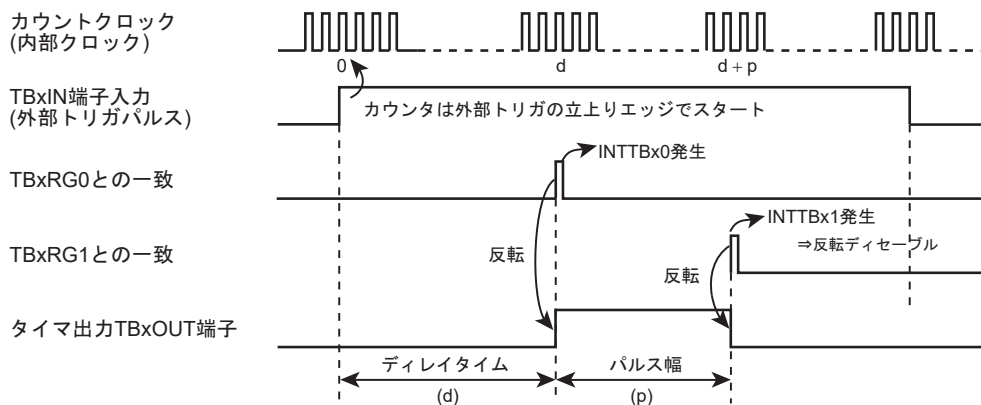 カウントクロック
(内部クロック)
0
d
d + p
TBxIN端子入力
(外部トリガパルス)
カウンタは外部トリガの立上りエッジでスタート
INTTBx0発生
TBxRG0との一致
INTTBx1発生
TBxRG1との一致
反転
反転
⇒反転ディセーブル
タイマ出力TBxOUT端子
ディレイタイム
パルス幅
(d)
(p)